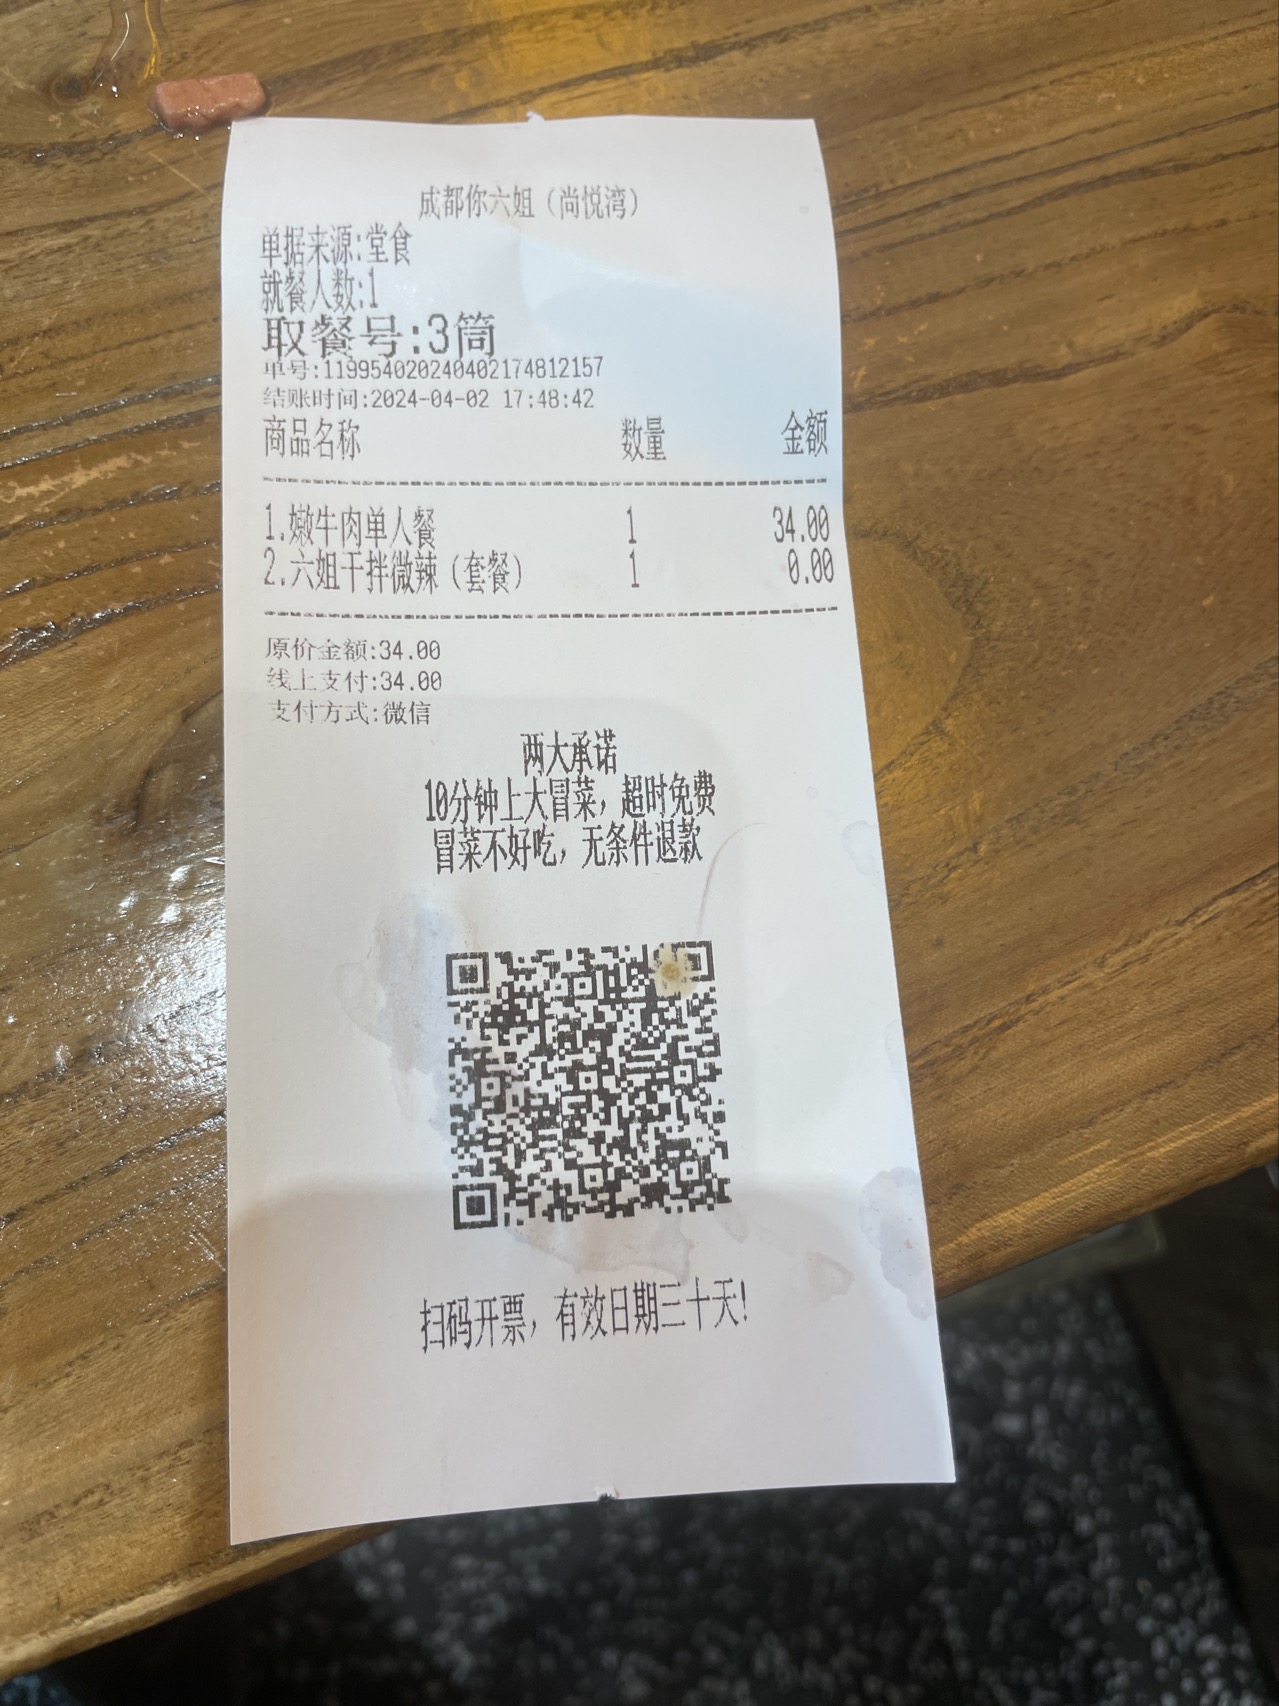 成都你六姐（尚悦湾）
单据来源:堂食
就餐人数:1
取餐号:3筒
单号:119954020240402174812157
结账时间:2024-04-02 17:48:42
商品名称 数量 金额
1.嫩牛肉单人餐 1 34.00
2.六姐干拌微辣（套餐） 1 0.00
原价金额:34.00
线上支付:34.00
支付方式:微信
两大承诺
10分钟上大冒菜，超时免费
冒菜不好吃，无条件退款
扫码开票，有效日期三十天!